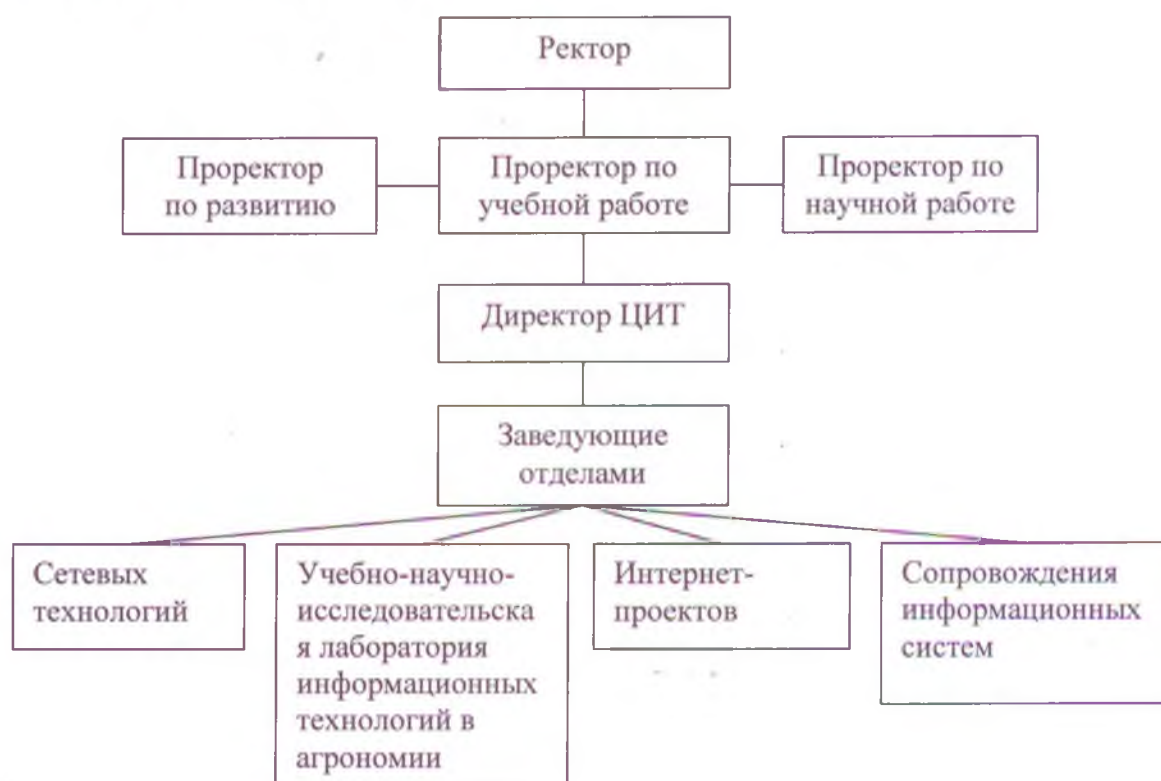 Ректор
Проректор
по развитию
Проректор по
учебной работе
Проректор по
научной работе
Директор ЦИТ
Заведующие
отделами
Сетевых
технологий
Учебно-научно-
исследовательска
я лаборатория
информационных
технологий в
агрономии
Интернет-
проектов
Сопровождения
информационных
систем